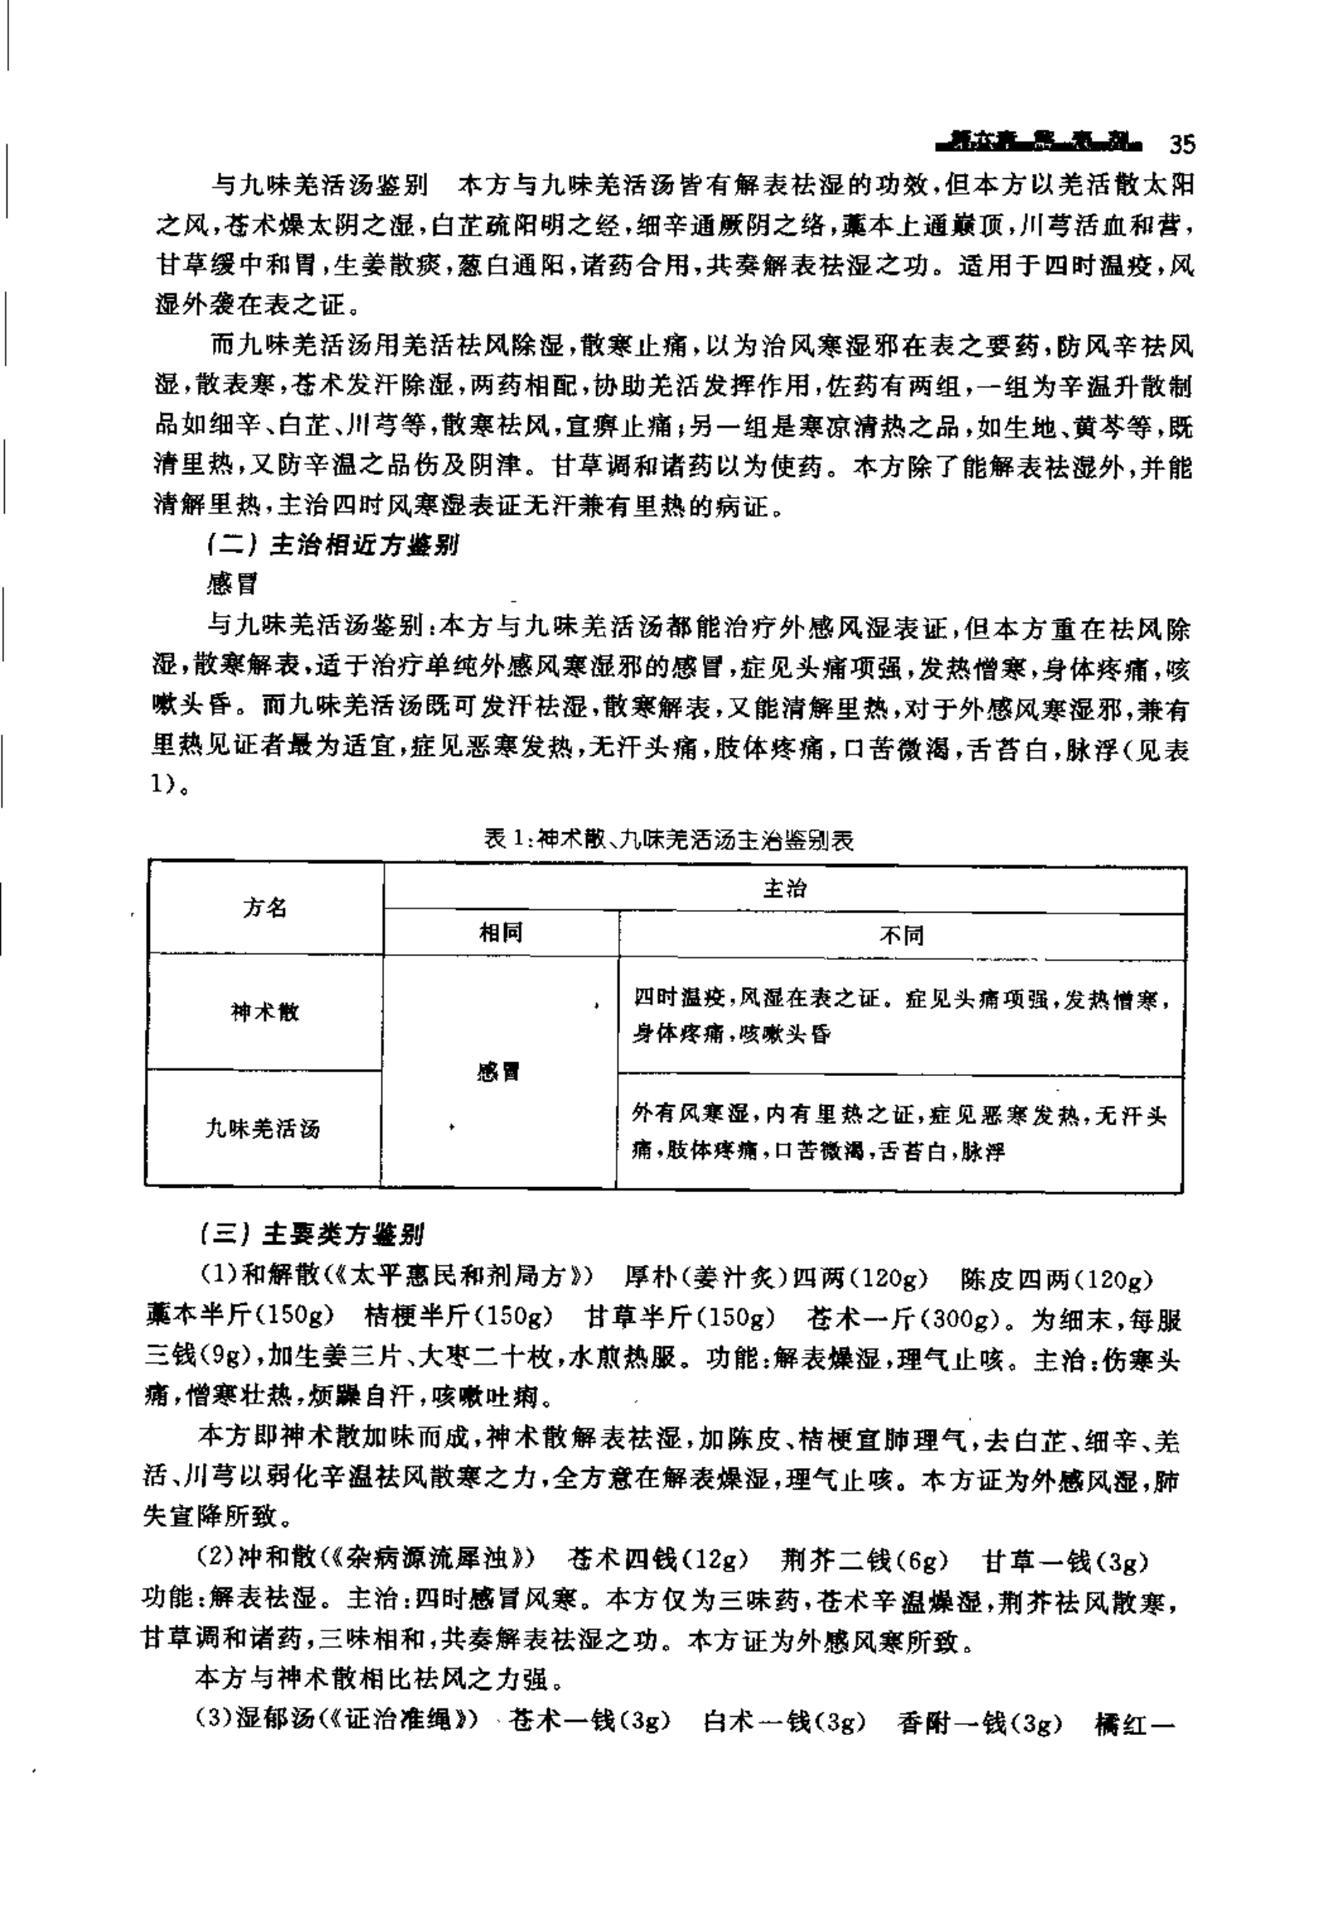 第六章 解 表 剂 35
与九味羌活汤鉴别 本方与九味羌活汤皆有解表祛湿的功效,但本方以羌活散太阳
之风,苍术燥太阴之湿,白芷疏阳明之经,细辛通厥阴之络,藁本上通巅顶,川芎活血和营,
甘草缓中和胃,生姜散痰,葱白通阳,诸药合用,共奏解表祛湿之功。适用于四时温疫,风
湿外袭在表之证。
而九味羌活汤用羌活祛风除湿,散寒止痛,以为治风寒湿邪在表之要药,防风辛祛风
湿,散表寒,苍术发汗除湿,两药相配,协助羌活发挥作用,佐药有两组,一组为辛温升散制
品如细辛、白芷、川芎等,散寒祛风,宣痹止痛;另一组是寒凉清热之品,如生地、黄芩等,既
清里热,又防辛温之品伤及阴津。甘草调和诸药以为使药。本方除了能解表祛湿外,并能
清解里热,主治四时风寒湿表证无汗兼有里热的病证。
(二)主治相近方鉴别
感冒
与九味羌活汤鉴别:本方与九味羌活汤都能治疗外感风湿表证,但本方重在祛风除
湿,散寒解表,适于治疗单纯外感风寒湿邪的感冒,症见头痛项强,发热憎寒,身体疼痛,咳
嗽头昏。而九味羌活汤既可发汗祛湿,散寒解表,又能清解里热,对于外感风寒湿邪,兼有
里热见证者最为适宜,症见恶寒发热,无汗头痛,肢体疼痛,口苦微渴,舌苔白,脉浮(见表
1)。
表 1:神术散、九味羌活汤主治鉴别表
方名
主治
相同
不同
神术散
感冒
四时温疫,风湿在表之证。症见头痛项强,发热憎寒,
身体疼痛,咳嗽头昏
九味羌活汤
外有风寒湿,内有里热之证,症见恶寒发热,无汗头
痛,肢体疼痛,口苦微渴,舌苔白,脉浮
(三)主要类方鉴别
(1)和解散(《太平惠民和剂局方》) 厚朴(姜汁炙)四两(120g) 陈皮四两(120g)
藁本半斤(150g) 桔梗半斤(150g) 甘草半斤(150g) 苍术一斤(300g)。为细末,每服
三钱(9g),加生姜三片、大枣二十枚,水煎热服。功能:解表燥湿,理气止咳。主治:伤寒头
痛,憎寒壮热,烦躁自汗,咳嗽吐痢。
本方即神术散加味而成,神术散解表祛湿,加陈皮、桔梗宣肺理气,去白芷、细辛、羌
活、川芎以弱化辛温祛风散寒之力,全方意在解表燥湿,理气止咳。本方证为外感风湿,肺
失宣降所致。
(2)冲和散(《杂病源流犀浊》) 苍术四钱(12g) 荆芥二钱(6g) 甘草一钱(3g)
功能:解表祛湿。主治:四时感冒风寒。本方仅为三味药,苍术辛温燥湿,荆芥祛风散寒,
甘草调和诸药,三味相和,共奏解表祛湿之功。本方证为外感风寒所致。
本方与神术散相比祛风之力强。
(3)湿郁汤(《证治准绳》) 苍术一钱(3g) 白术一钱(3g) 香附一钱(3g) 橘红一